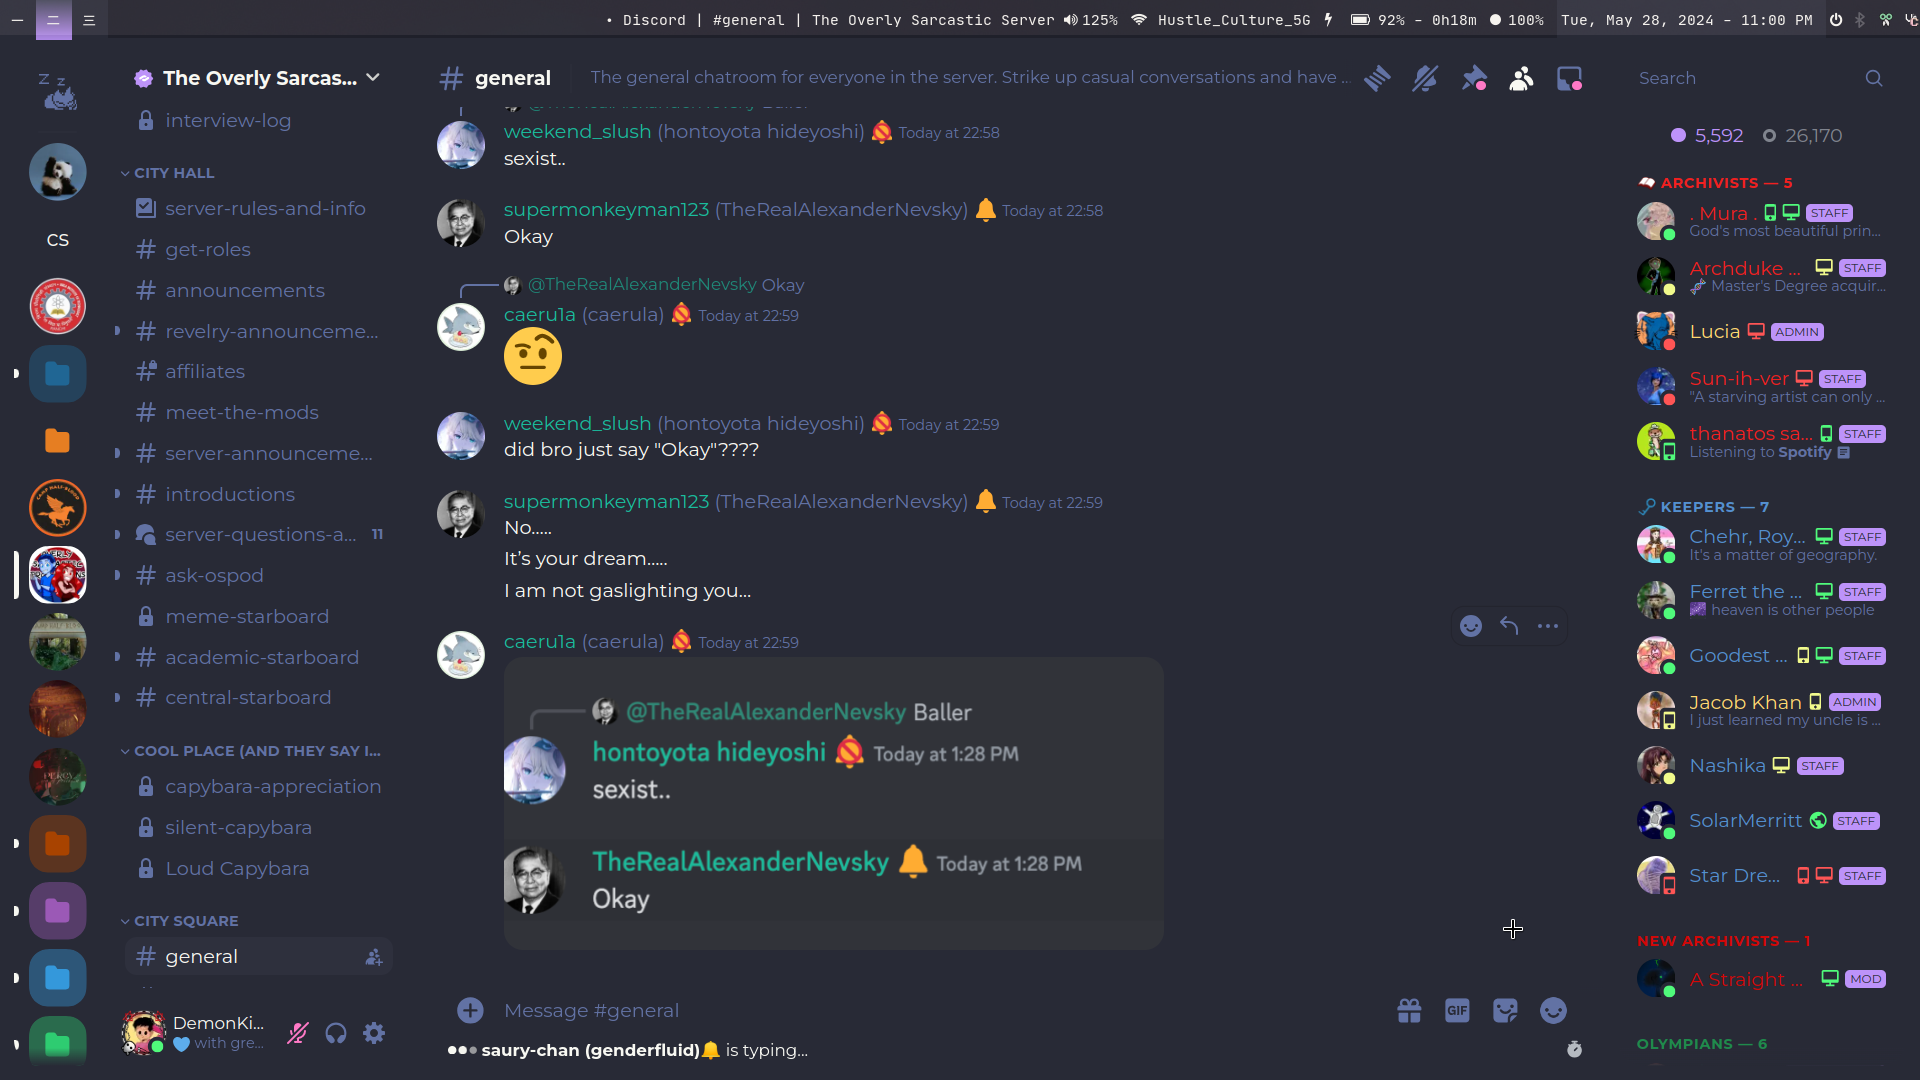 一
二
三
• Discord | #general | The Overly Sarcastic Server
125%
Hustle_Culture_5G
92% - 0h18m
100%
Tue, May 28, 2024 - 11:00 PM
The Overly Sarcas...
interview-log
CITY HALL
server-rules-and-info
get-roles
announcements
revelry-announceme...
affiliates
meet-the-mods
server-announceme...
introductions
server-questions-a...
11
ask-ospod
meme-starboard
academic-starboard
central-starboard
COOL PLACE (AND THEY SAY I...
capybara-appreciation
silent-capybara
Loud Capybara
CITY SQUARE
general
DemonKi...
with gre...
CS
general
The general chatroom for everyone in the server. Strike up casual conversations and have ...
weekend_slush (hontoyota hideyoshi) Today at 22:58
sexist..
supermonkeyman123 (TheRealAlexanderNevsky) Today at 22:58
Okay
@TheRealAlexanderNevsky Okay
caeru1a (caerula) Today at 22:59
weekend_slush (hontoyota hideyoshi) Today at 22:59
did bro just say "Okay"????
supermonkeyman123 (TheRealAlexanderNevsky) Today at 22:59
No.....
It's your dream.....
I am not gaslighting you...
caeru1a (caerula) Today at 22:59
@TheRealAlexanderNevsky Baller
hontoyota hideyoshi Today at 1:28 PM
sexist..
TheRealAlexanderNevsky Today at 1:28 PM
Okay
Message #general
GIF
saury-chan (genderfluid) is typing...
Search
5,592
26,170
ARCHIVISTS — 5
. Mura . STAFF
God's most beautiful prin...
Archduke ... STAFF
Master's Degree acquir...
Lucia ADMIN
Sun-ih-ver STAFF
"A starving artist can only ...
thanatos sa... STAFF
Listening to Spotify
KEEPERS — 7
Chehr, Roy... STAFF
It's a matter of geography.
Ferret the ... STAFF
heaven is other people
Goodest ... STAFF
Jacob Khan ADMIN
I just learned my uncle is ...
Nashika STAFF
SolarMerritt STAFF
Star Dre... STAFF
NEW ARCHIVISTS — 1
A Straight ... MOD
OLYMPIANS — 6